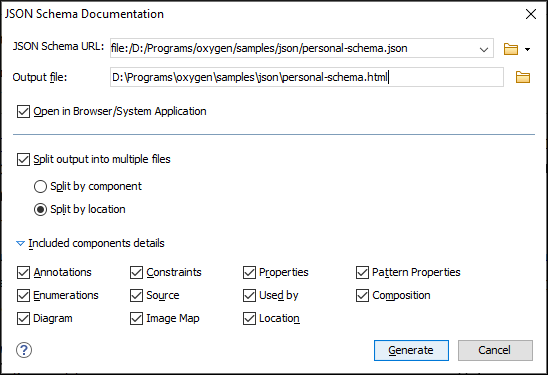 JSON Schema Documentation
JSON Schema URL: file:/D:/Programs/oxygen/samples/json/personal-schema.json
Output file: D:\Programs\oxygen\samples\json\personal-schema.html
Open in Browser/System Application
Split output into multiple files
Split by component
Split by location
Included components details
Annotations Constraints Properties Pattern Properties
Enumerations Source Used by Composition
Diagram Image Map Location
? Generate Cancel